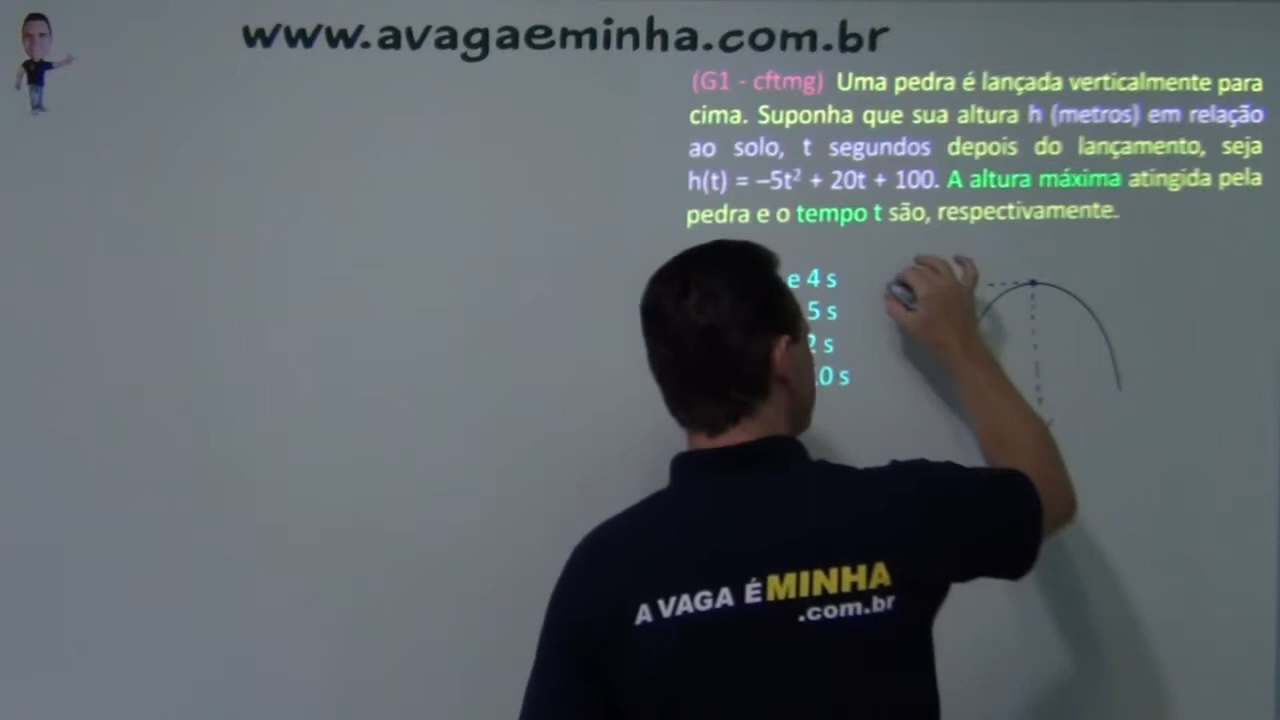 www.avagaeminha.com.br
(G1 - cftmg) Uma pedra é lançada verticalmente para
cima. Suponha que sua altura h (metros) em relação
ao solo, t segundos depois do lançamento, seja
h(t) = –5t² + 20t + 100. A altura máxima atingida pela
pedra e o tempo t são, respectivamente.
e 4 s
5 s
2 s
10 s
A VAGA É MINHA
.com.br